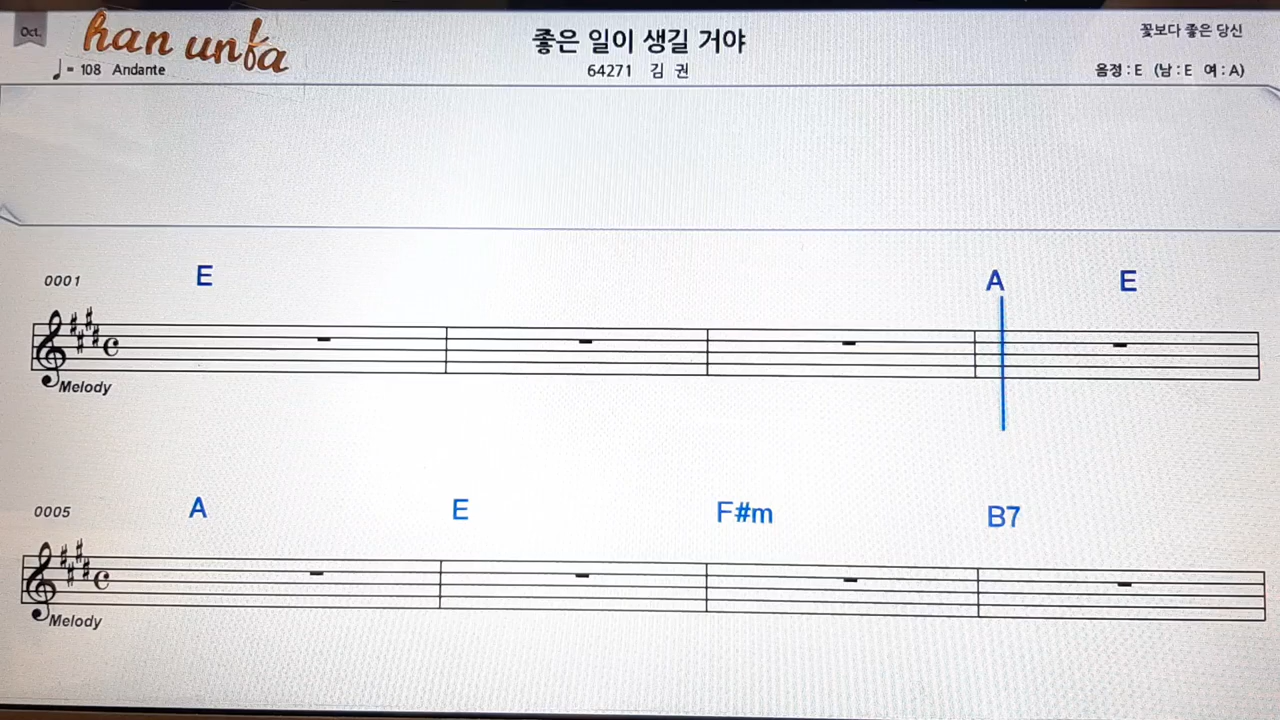 Oct.
han unfa
좋은 일이 생길 거야
꽃보다 좋은 당신
♩= 108 Andante
64271 김 권
음정 : E (남 : E 여 : A)
0001 E A E
Melody
0005 A E F#m B7
Melody